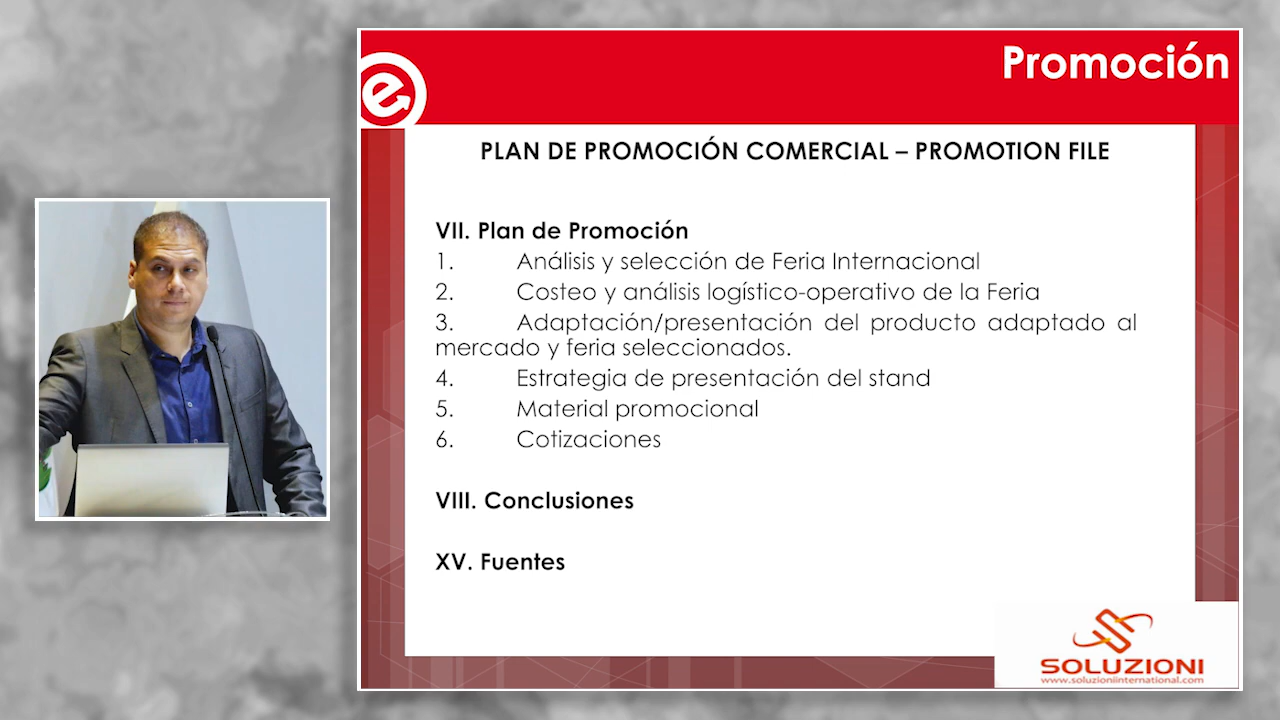 Promoción
e
PLAN DE PROMOCIÓN COMERCIAL – PROMOTION FILE
VII. Plan de Promoción
1. Análisis y selección de Feria Internacional
2. Costeo y análisis logístico-operativo de la Feria
3. Adaptación/presentación del producto adaptado al
mercado y feria seleccionados.
4. Estrategia de presentación del stand
5. Material promocional
6. Cotizaciones
VIII. Conclusiones
XV. Fuentes
SOLUZIONI
www.soluzioniinternational.com